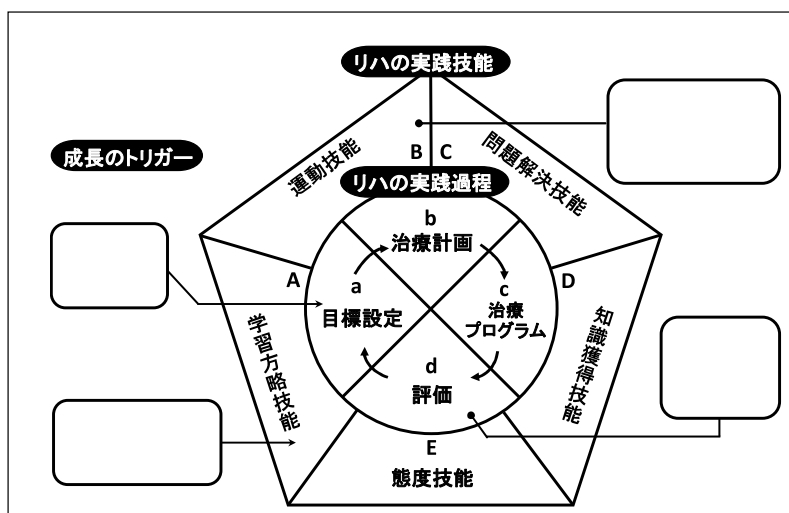 リハの実践技能
成長のトリガー
運動技能
B
C
問題解決技能
リハの実践過程
b
治療計画
A
a
目標設定
c
治療
プログラム
D
学習方略技能
d
評価
知識獲得技能
E
態度技能